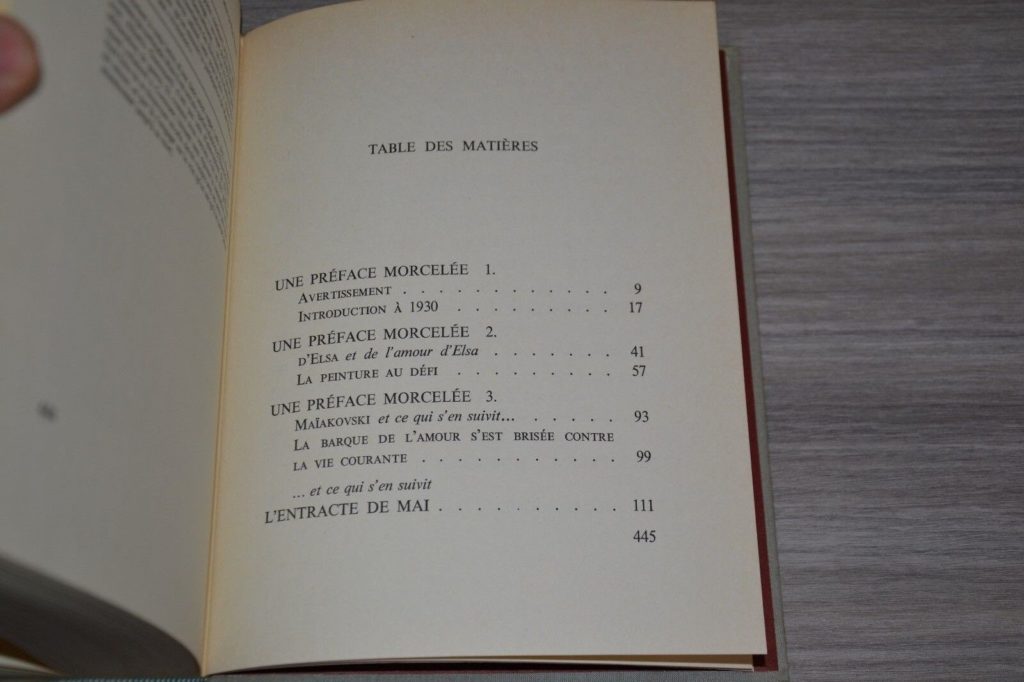 TABLE DES MATIÈRES
UNE PRÉFACE MORCELÉE 1.
AVERTISSEMENT . . . . . . . . . . . . 9
INTRODUCTION À 1930 . . . . . . . . . 17
UNE PRÉFACE MORCELÉE 2.
D'ELSA et de l'amour d'Elsa . . . . . . . 41
LA PEINTURE AU DÉFI . . . . . . . . . 57
UNE PRÉFACE MORCELÉE 3.
MAÏAKOVSKI et ce qui s'en suivit... . . . . . 93
LA BARQUE DE L'AMOUR S'EST BRISÉE CONTRE
LA VIE COURANTE . . . . . . . . . . . 99
... et ce qui s'en suivit
L'ENTRACTE DE MAI . . . . . . . . . . 111
445